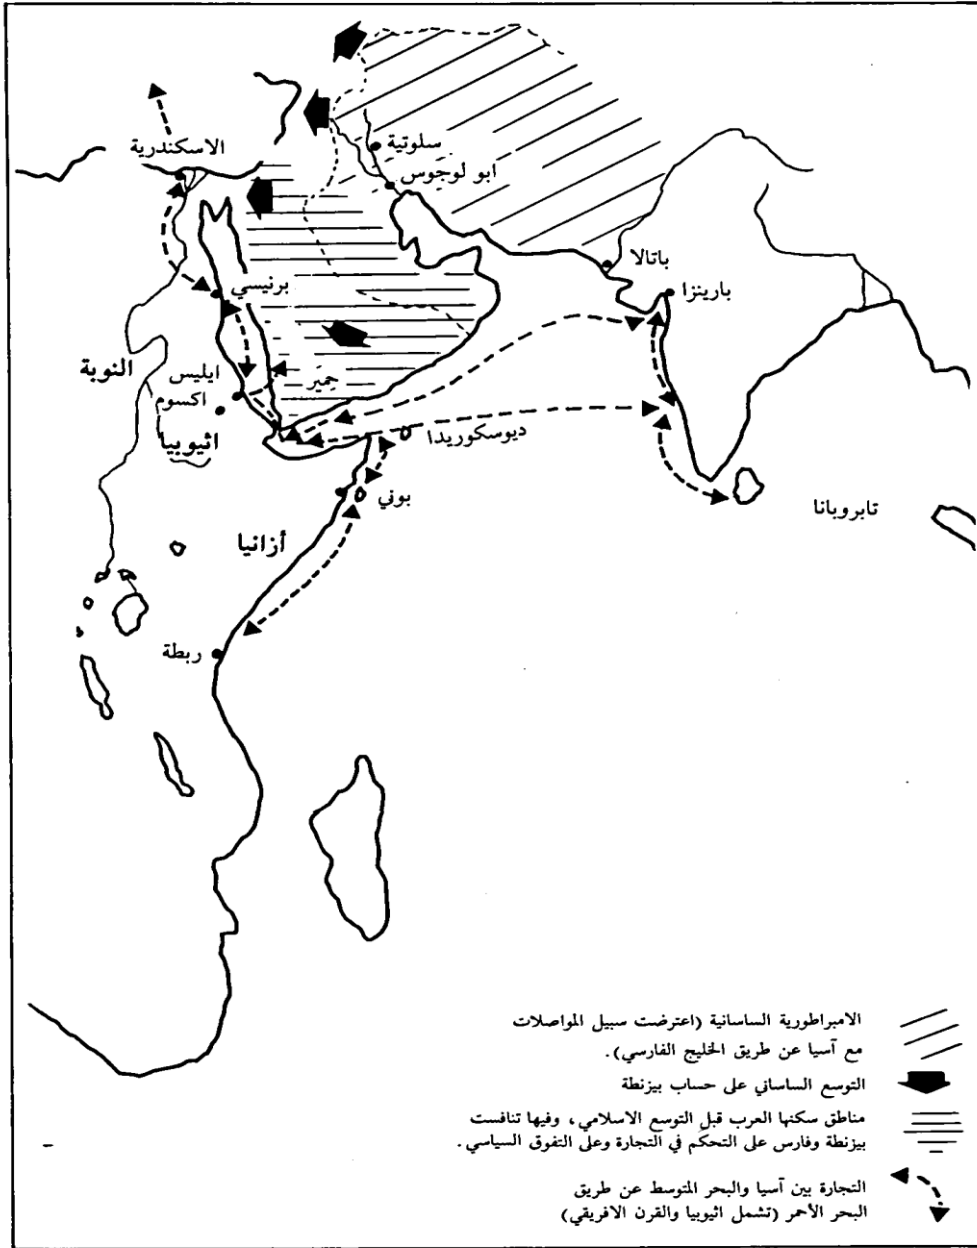 الاسكندرية
سلوتية
ابو لوجوس
باتالا
بارينزا
برنيسي
النوبة
ايليس
حِمْيَر
اكسوم
اثيوبيا
ديوسكوريدا
بوني
تابروبانا
أزانيا
ربطة
الامبراطورية الساسانية (اعترضت سبيل المواصلات
مع آسيا عن طريق الخليج الفارسي).
التوسع الساساني على حساب بيزنطة
مناطق سكنها العرب قبل التوسع الاسلامي، وفيها تنافست
بيزنطة وفارس على التحكم في التجارة وعلى التفوق السياسي.
التجارة بين آسيا والبحر المتوسط عن طريق
البحر الأحمر (تشمل اثيوبيا والقرن الافريقي)